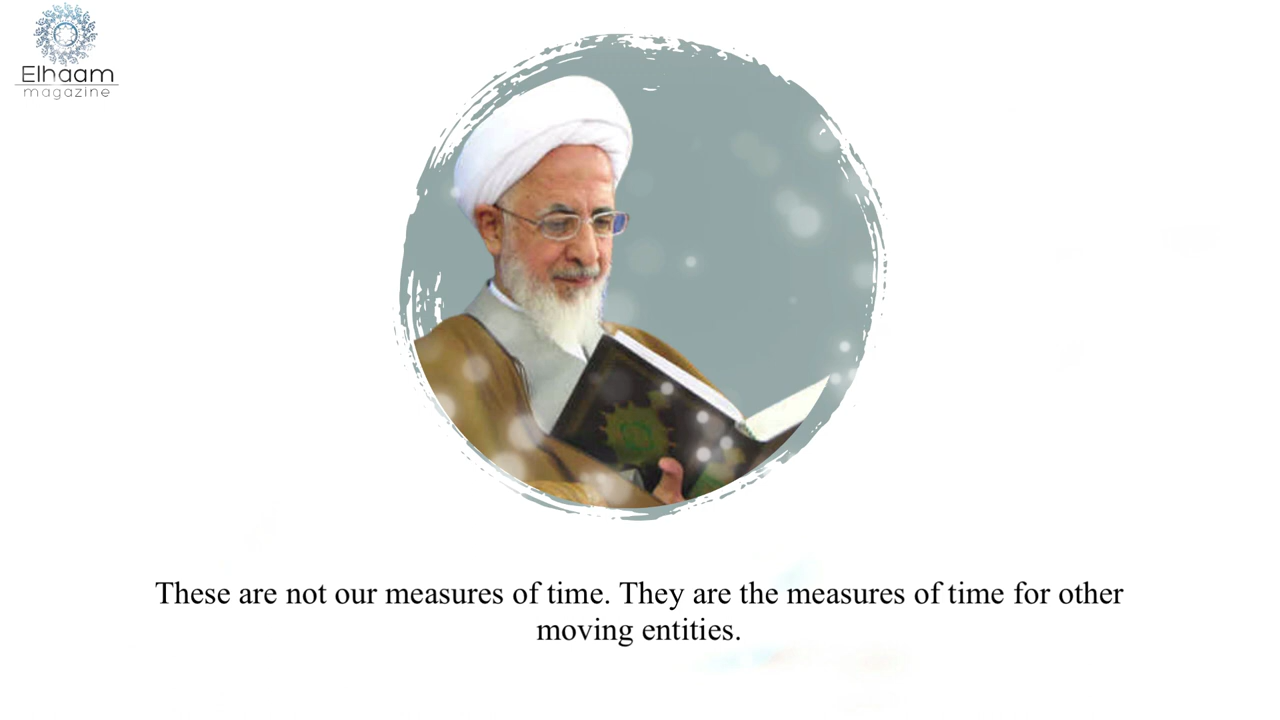 Elhaam
magazine
These are not our measures of time. They are the measures of time for other
moving entities.